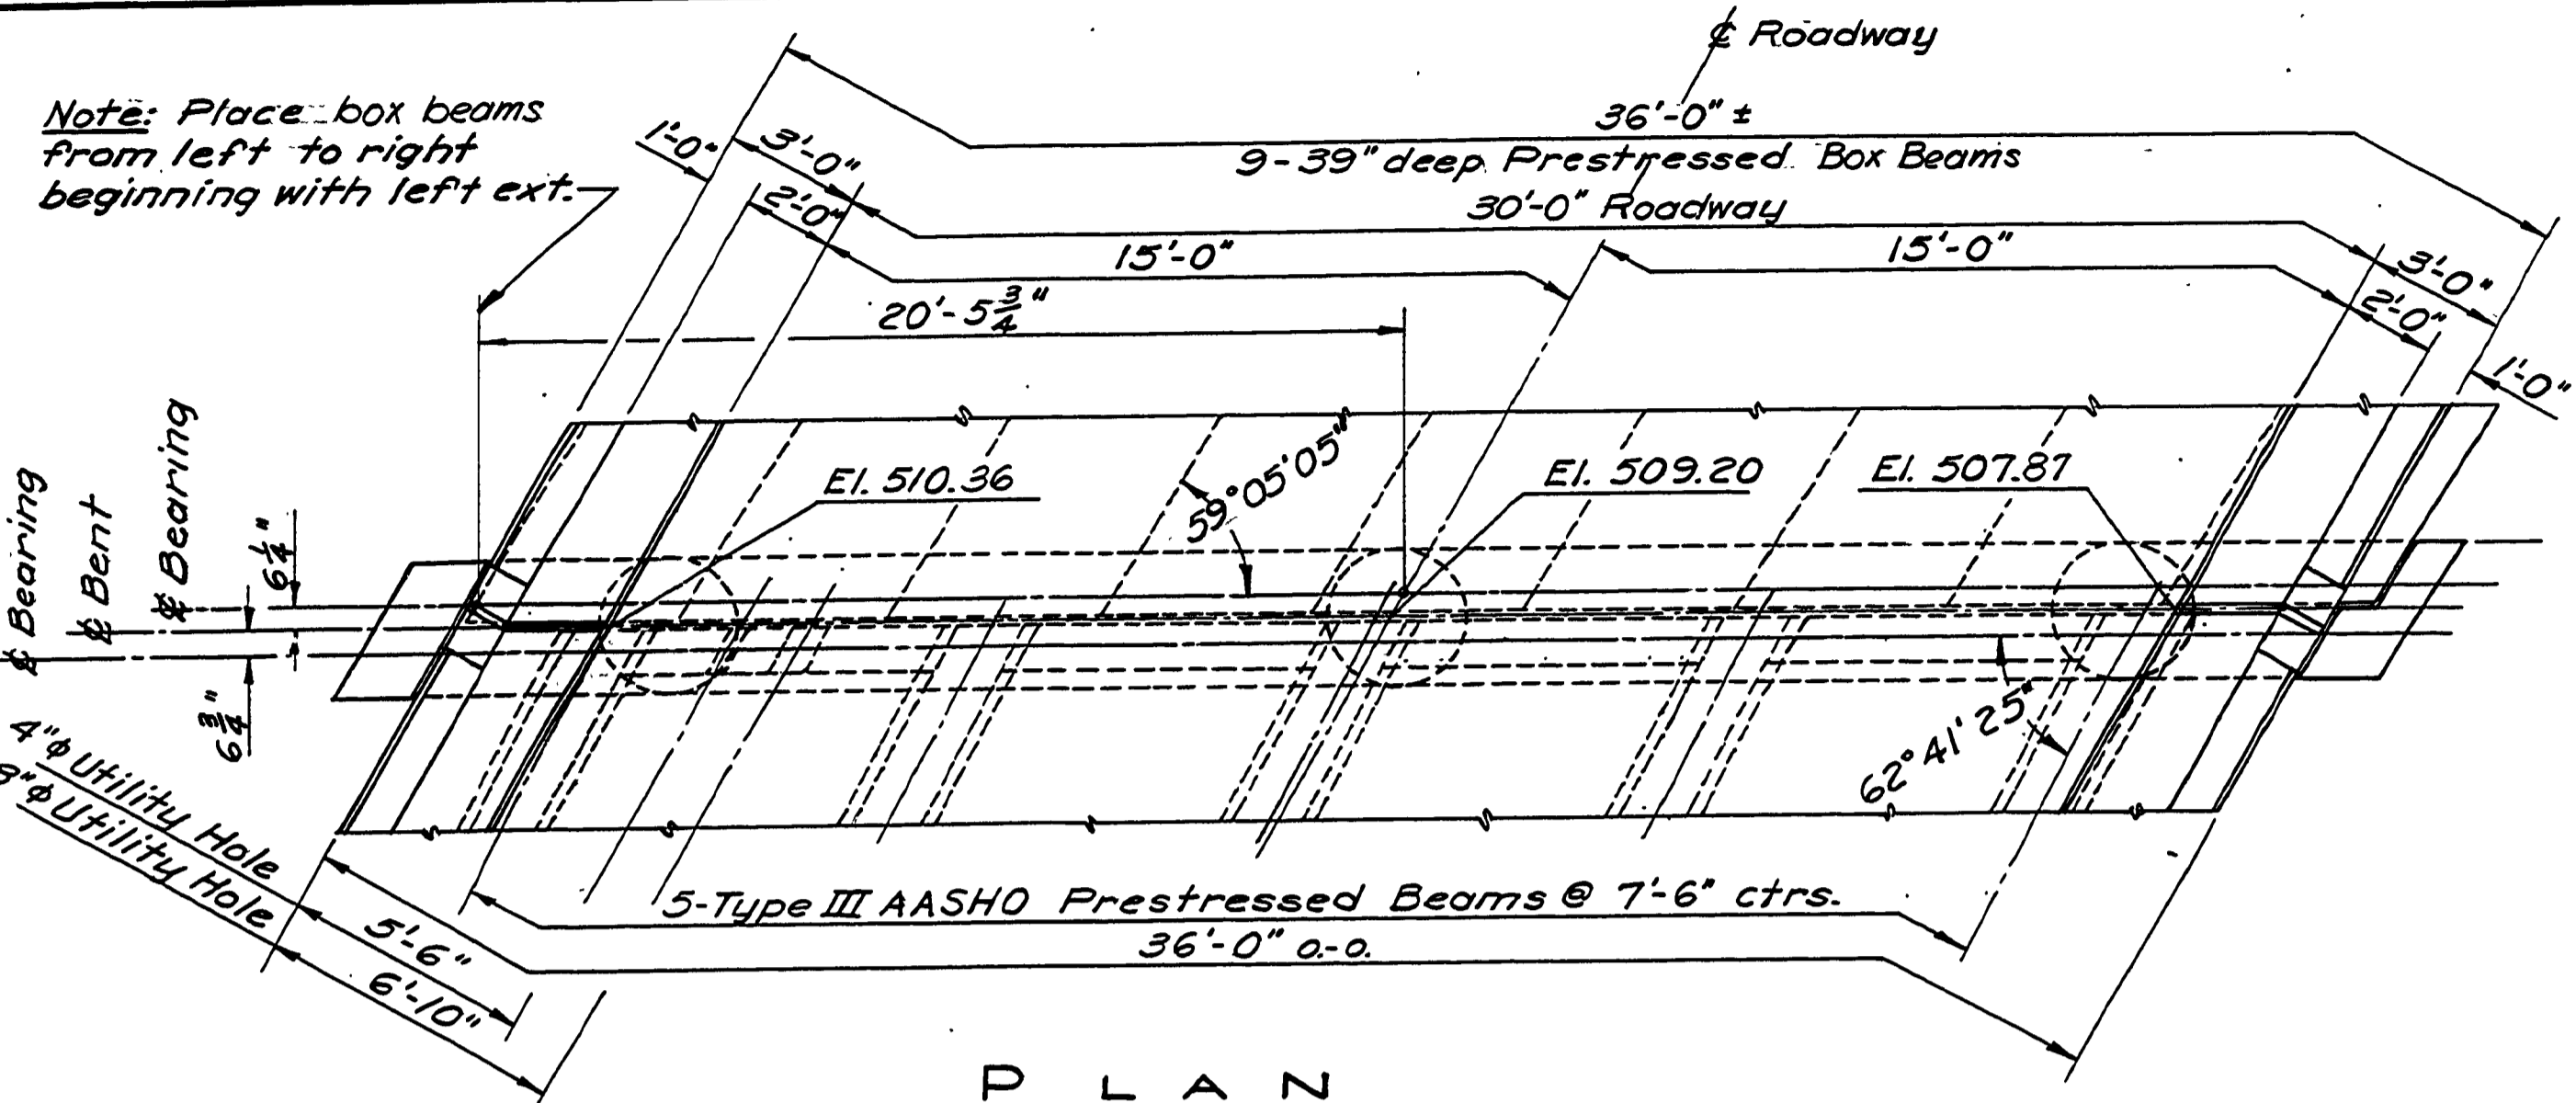 ℄ Roadway
36'-0" ±
9-39" deep Prestressed Box Beams
30'-0" Roadway
Note: Place box beams
from left to right
beginning with left ext.
1'-0"
3'-0"
2'-0"
15'-0"
15'-0"
3'-0"
2'-0"
1'-0"
20'-5 3/4"
El. 510.36
59°05'05"
El. 509.20
El. 507.87
℄ Bearing
℄ Bent
℄ Bearing
6 1/4"
6 3/4"
62°41'25"
4"ϕ Utility Hole
8"ϕ Utility Hole
5'-6"
6'-10"
5-Type III AASHO Prestressed Beams @ 7'-6" ctrs.
36'-0" o.-o.
PLAN